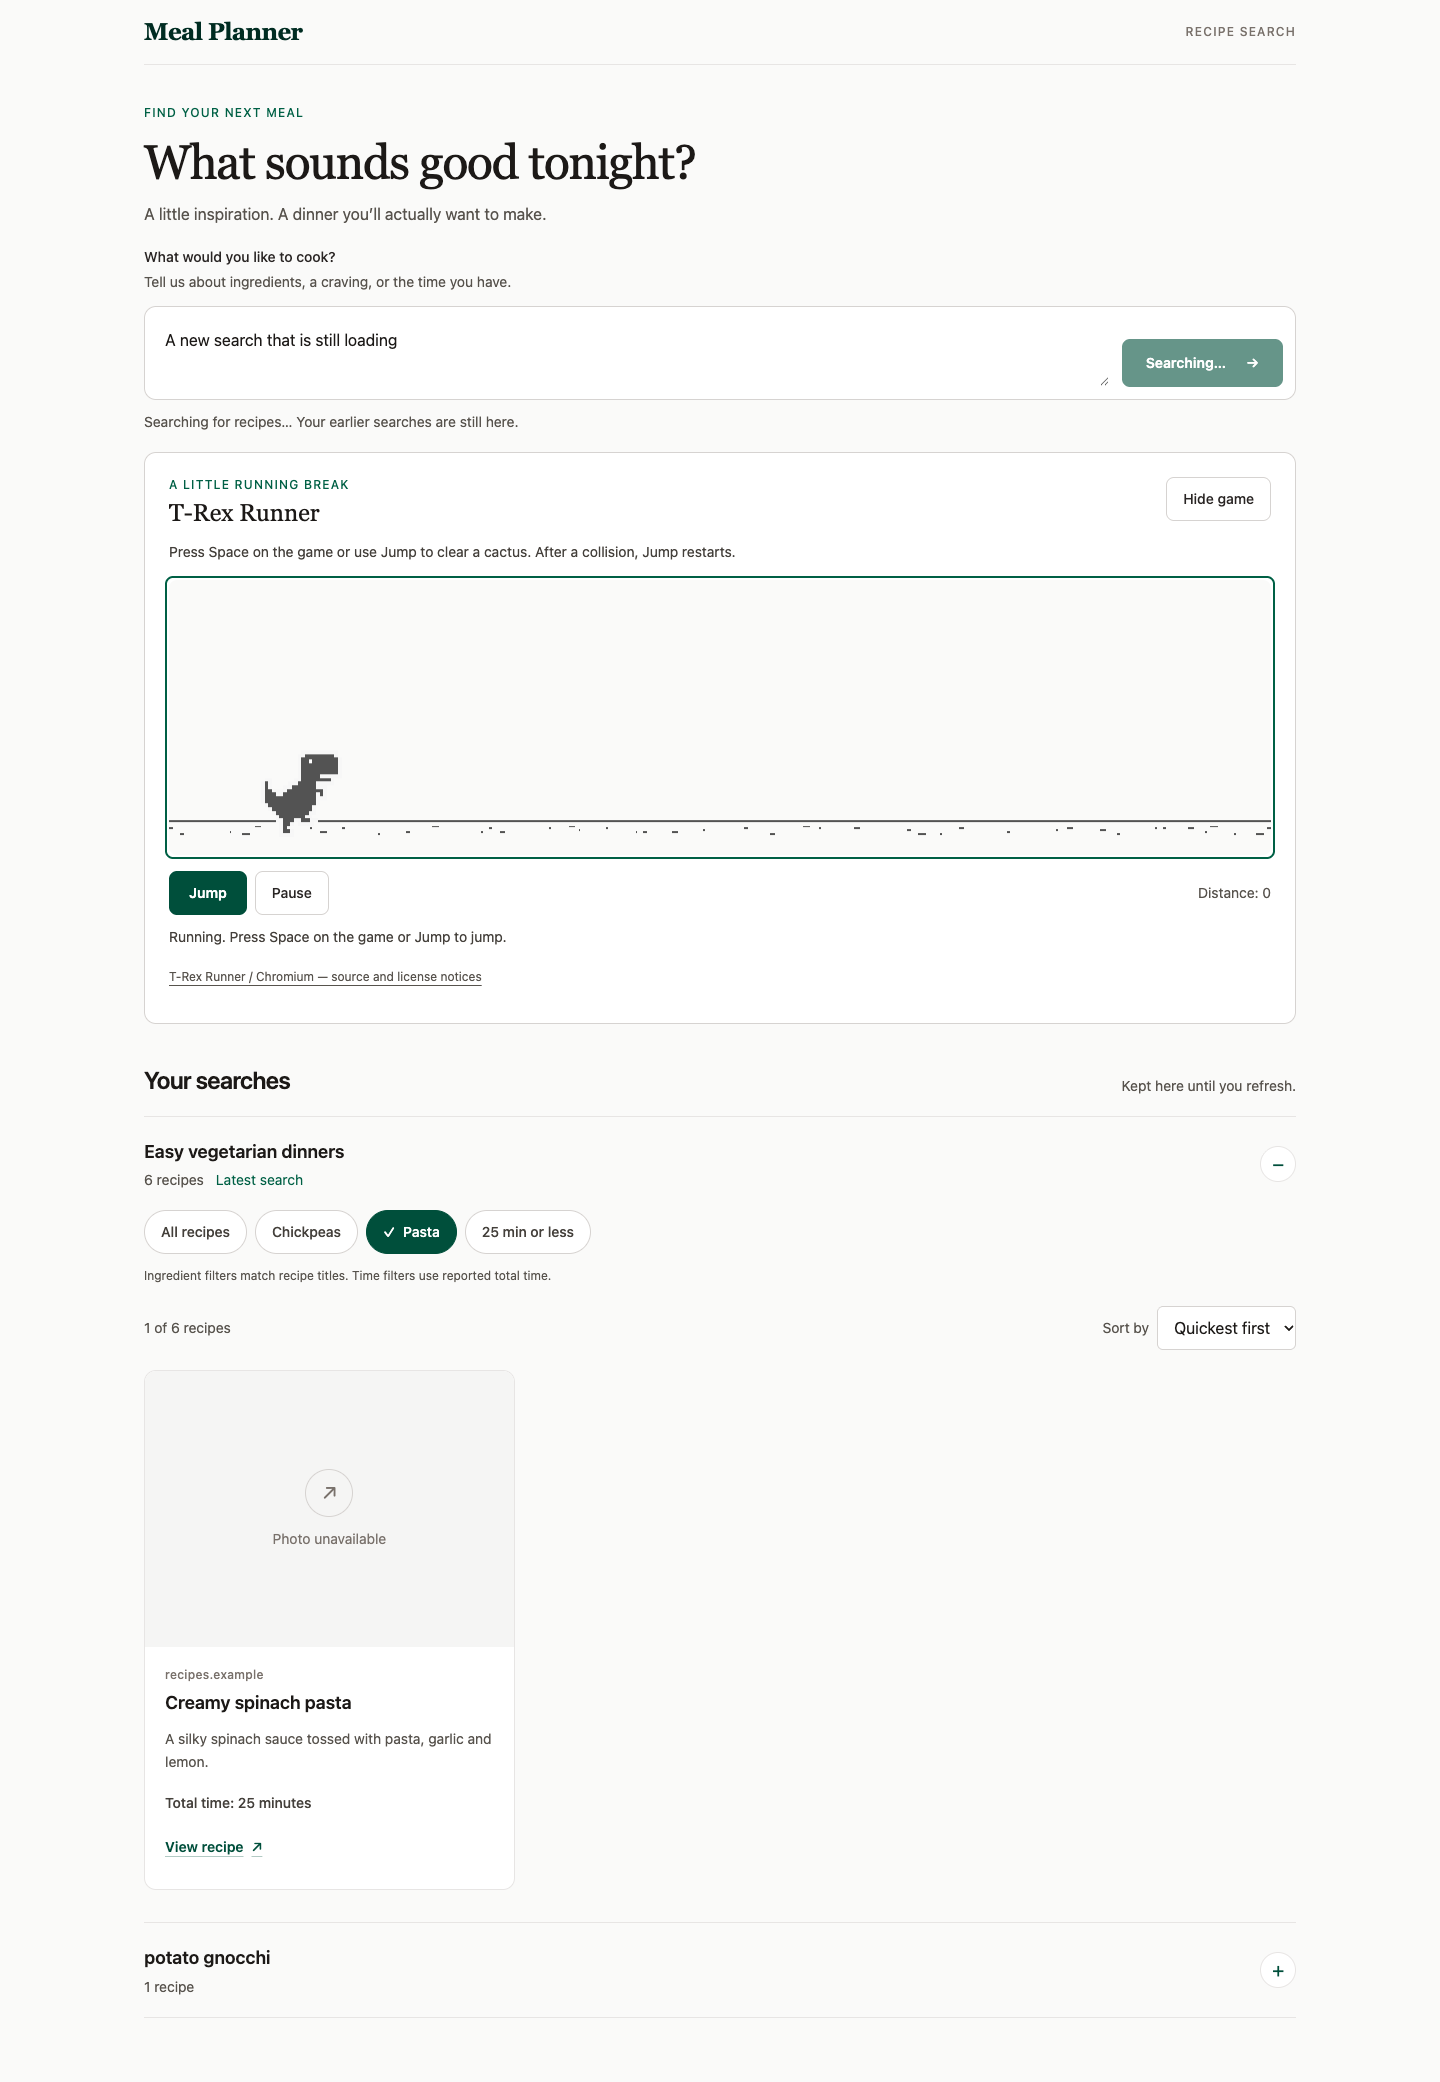 Meal Planner
RECIPE SEARCH
FIND YOUR NEXT MEAL
What sounds good tonight?
A little inspiration. A dinner you’ll actually want to make.
What would you like to cook?
Tell us about ingredients, a craving, or the time you have.
A new search that is still loading
Searching... →
Searching for recipes... Your earlier searches are still here.
A LITTLE RUNNING BREAK
T-Rex Runner
Hide game
Press Space on the game or use Jump to clear a cactus. After a collision, Jump restarts.
Jump
Pause
Distance: 0
Running. Press Space on the game or Jump to jump.
T-Rex Runner / Chromium — source and license notices
Your searches
Kept here until you refresh.
Easy vegetarian dinners
−
6 recipes Latest search
All recipes
Chickpeas
✓ Pasta
25 min or less
Ingredient filters match recipe titles. Time filters use reported total time.
1 of 6 recipes
Sort by Quickest first
↗
Photo unavailable
recipes.example
Creamy spinach pasta
A silky spinach sauce tossed with pasta, garlic and
lemon.
Total time: 25 minutes
View recipe ↗
potato gnocchi
+
1 recipe